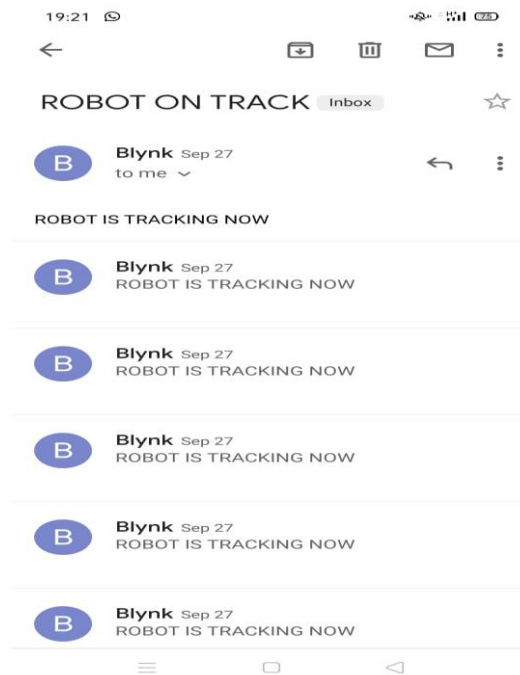 19:21
75
ROBOT ON TRACK Inbox
B
Blynk Sep 27
to me
ROBOT IS TRACKING NOW
B
Blynk Sep 27
ROBOT IS TRACKING NOW
B
Blynk Sep 27
ROBOT IS TRACKING NOW
B
Blynk Sep 27
ROBOT IS TRACKING NOW
B
Blynk Sep 27
ROBOT IS TRACKING NOW
B
Blynk Sep 27
ROBOT IS TRACKING NOW